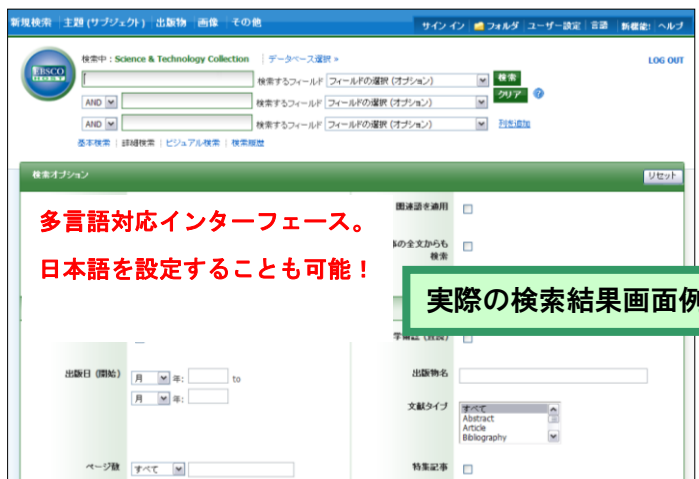 新規検索 主題 (サブジェクト) 出版物 画像 その他
サインイン フォルダ ユーザー設定 言語 新機能! ヘルプ
検索中 : Science & Technology Collection データベース選択 »
LOG OUT
EBSCO
HOST
検索するフィールド フィールドの選択 (オプション) 検索
クリア
AND 検索するフィールド フィールドの選択 (オプション)
AND 検索するフィールド フィールドの選択 (オプション) 列を追加
基本検索 詳細検索 ビジュアル検索 検索履歴
検索オプション リセット
関連語を適用
多言語対応インターフェース。
の全文からも
検索
日本語を設定することも可能！
実際の検索結果画面例
出版日 (開始) 月 年: to
月 年:
出版物名
文献タイプ すべて
Abstract
Article
Bibliography
ページ数 すべて
特集記事